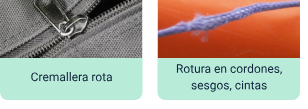 Cremallera rota
Rotura en cordones,
sesgos, cintas